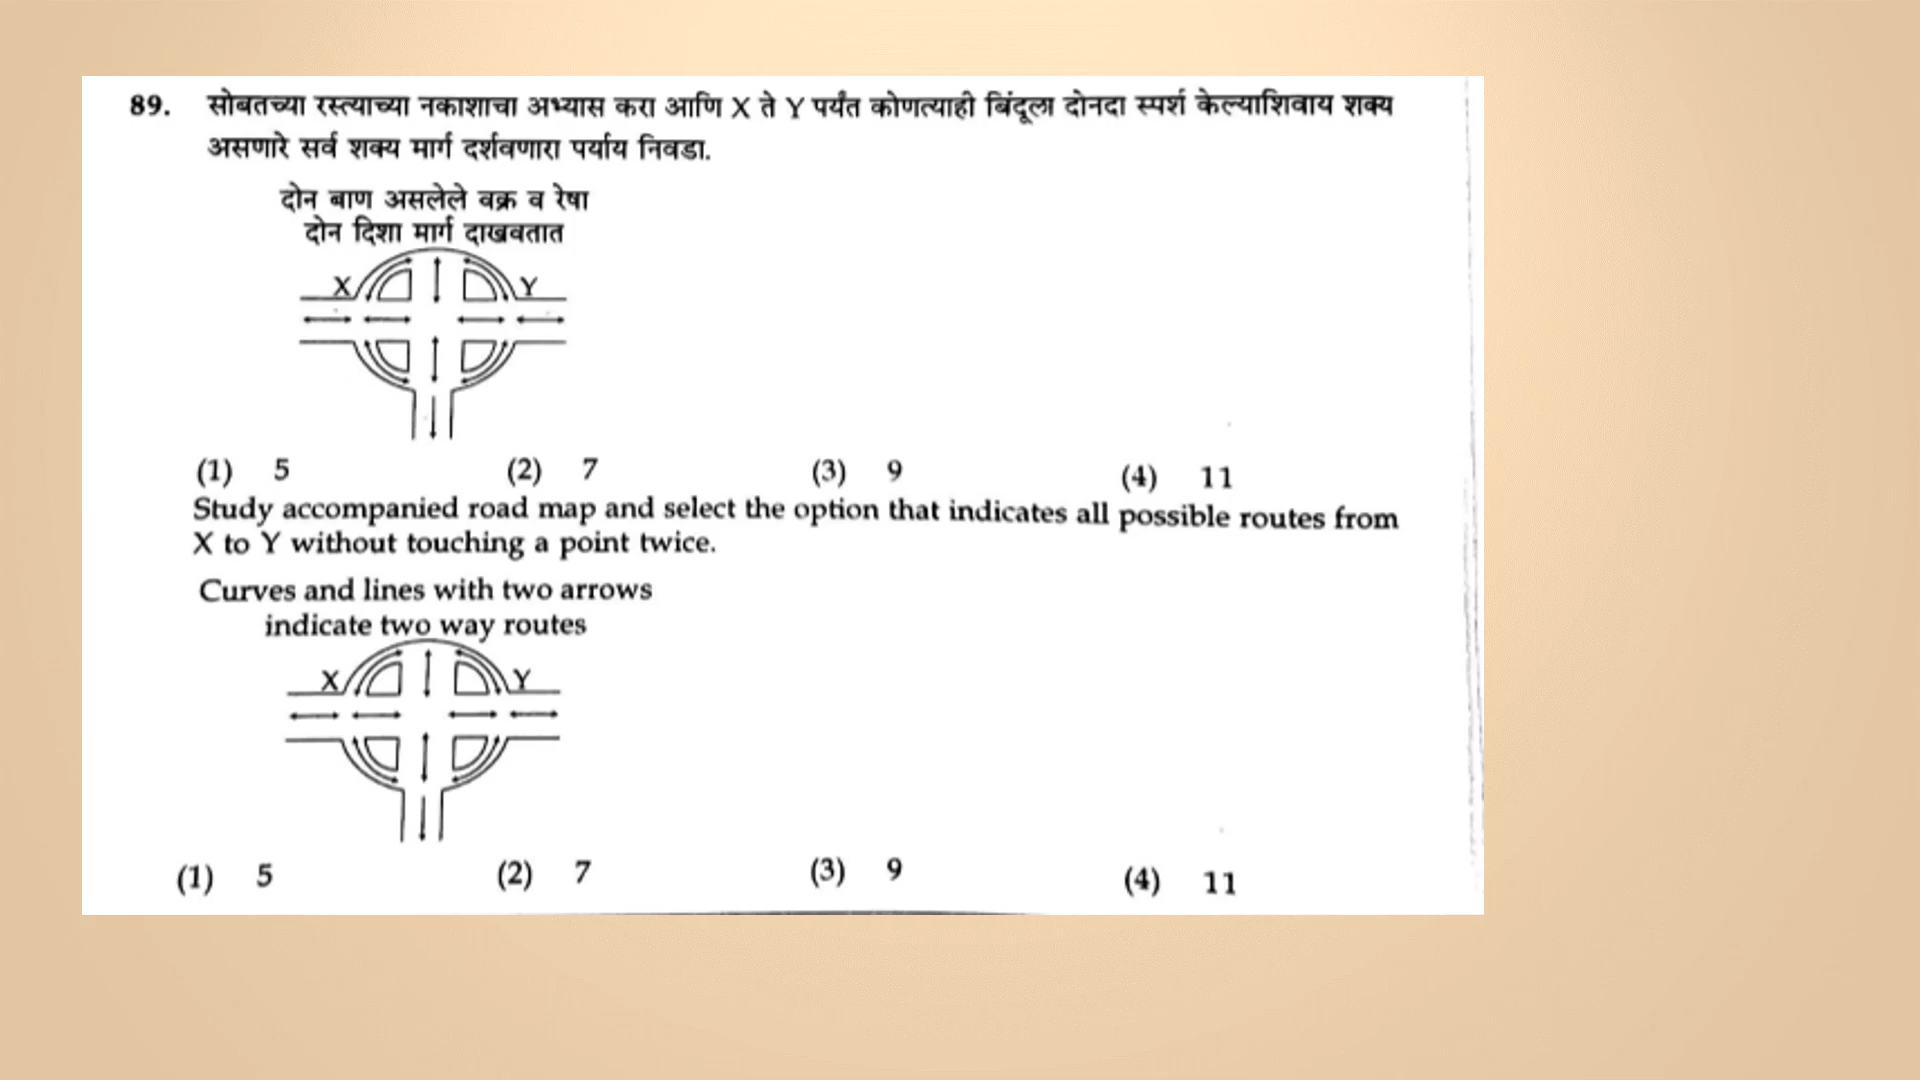 89. सोबतच्या रस्त्याच्या नकाशाचा अभ्यास करा आणि X ते Y पर्यंत कोणत्याही बिंदूला दोनदा स्पर्श केल्याशिवाय शक्य
असणारे सर्व शक्य मार्ग दर्शवणारा पर्याय निवडा.
दोन बाण असलेले वक्र व रेषा
दोन दिशा मार्ग दाखवतात
X Y
(1) 5 (2) 7 (3) 9 (4) 11
Study accompanied road map and select the option that indicates all possible routes from
X to Y without touching a point twice.
Curves and lines with two arrows
indicate two way routes
X Y
(1) 5 (2) 7 (3) 9 (4) 11